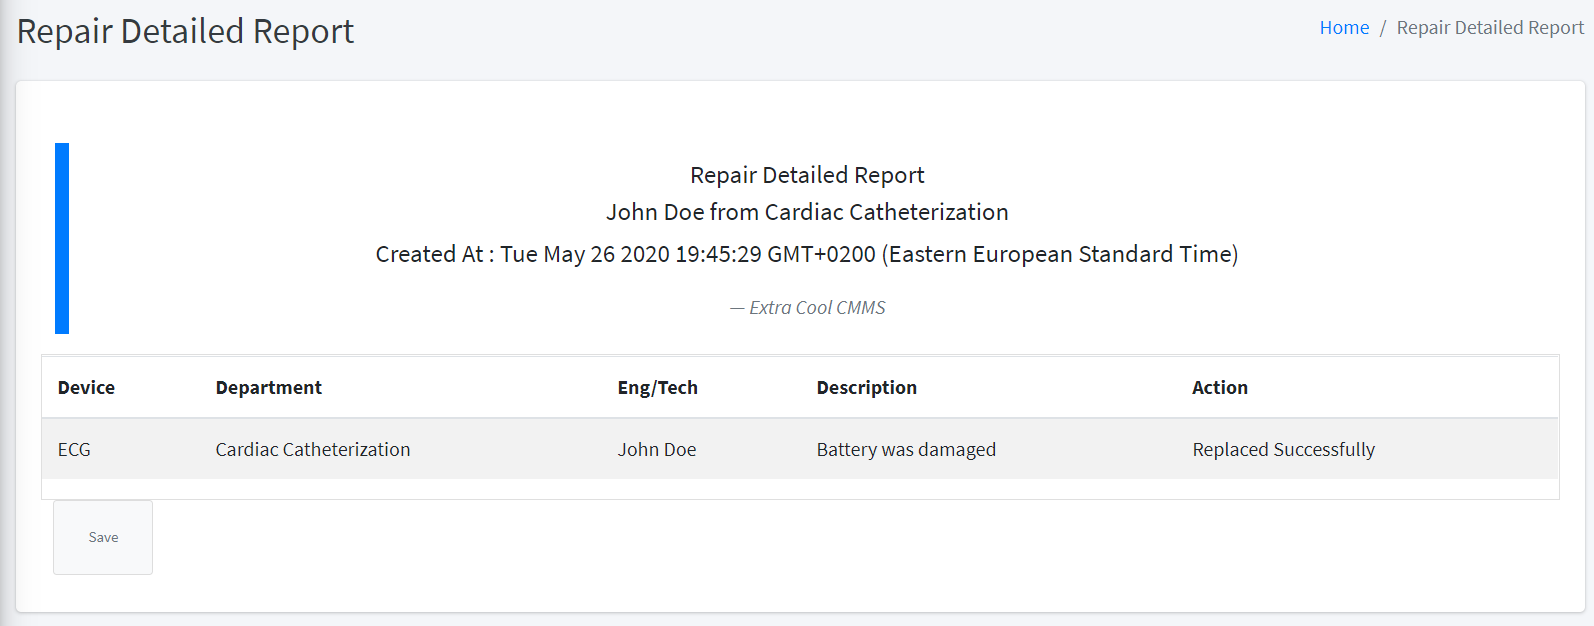 Repair Detailed Report
Home / Repair Detailed Report
Repair Detailed Report
John Doe from Cardiac Catheterization
Created At : Tue May 26 2020 19:45:29 GMT+0200 (Eastern European Standard Time)
— Extra Cool CMMS
Device Department Eng/Tech Description Action
ECG Cardiac Catheterization John Doe Battery was damaged Replaced Successfully
Save